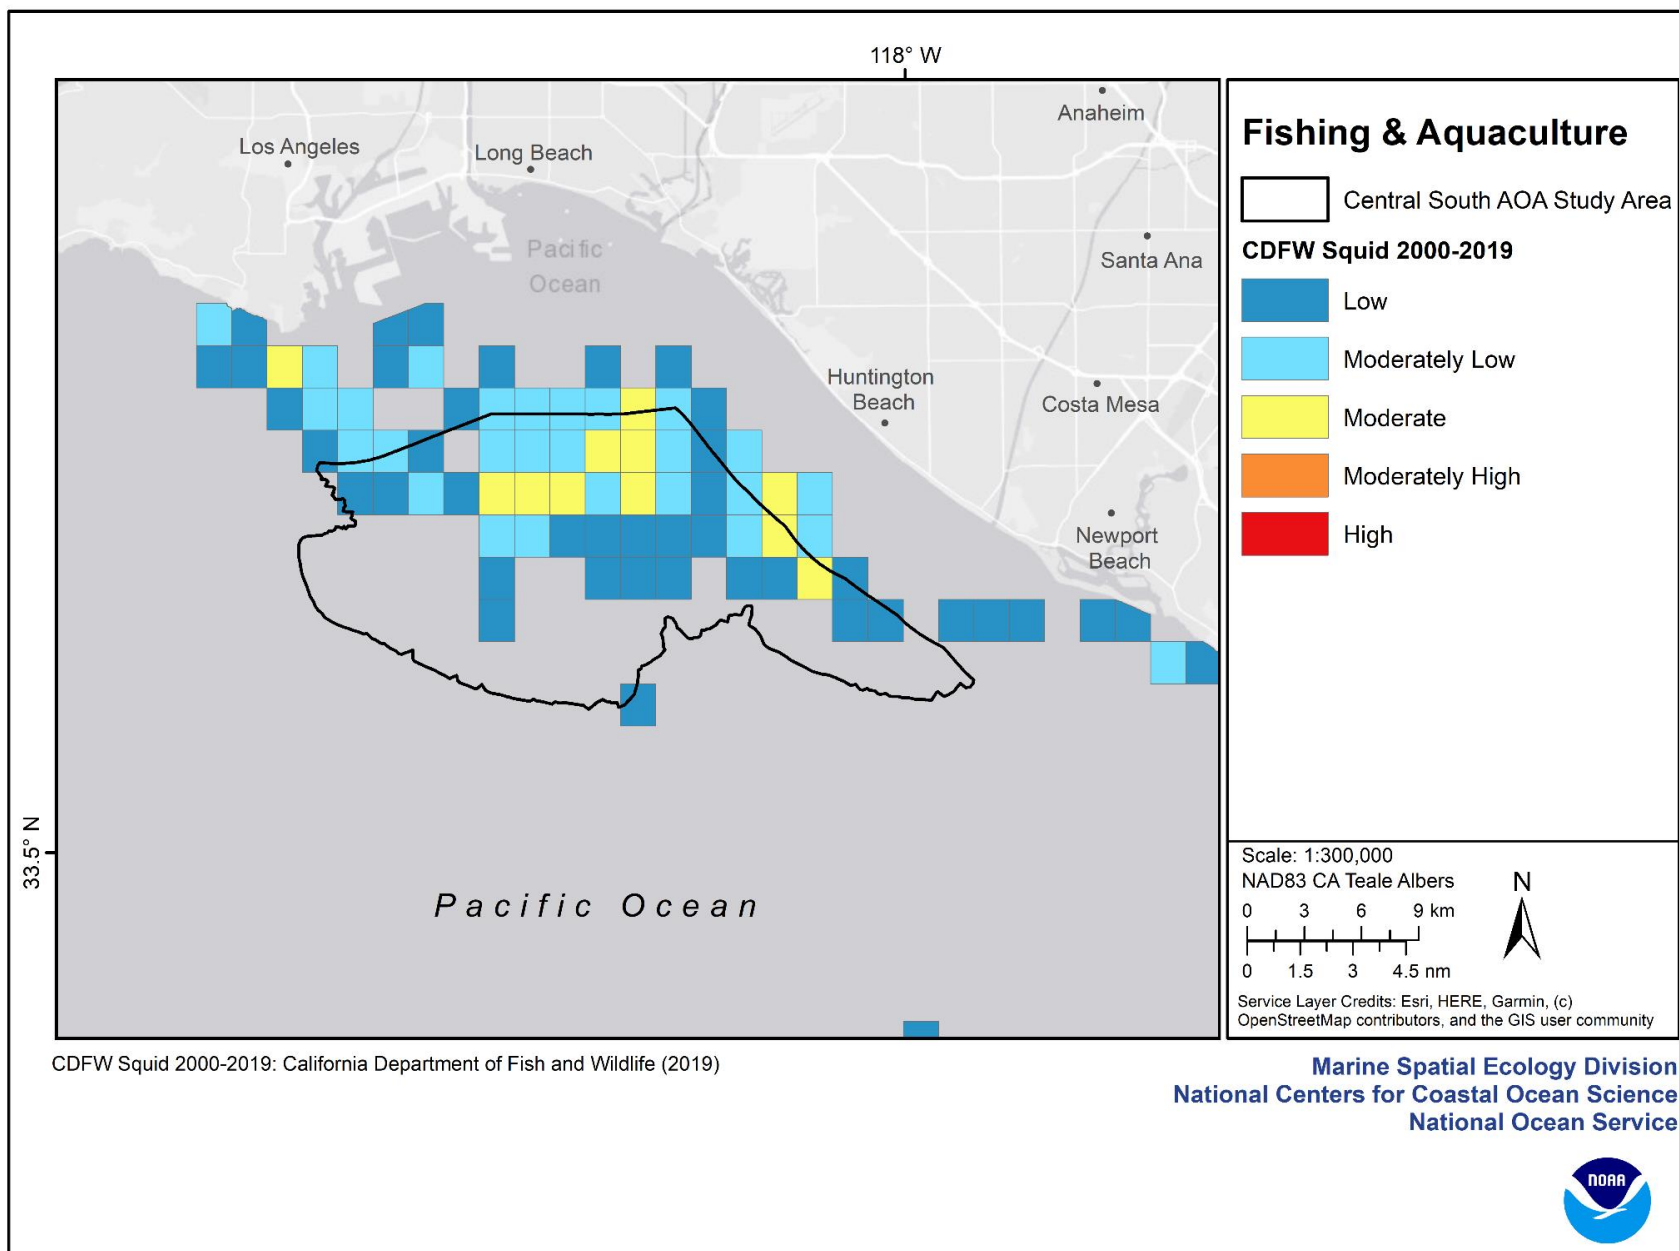 118° W
Anaheim
Los Angeles
Long Beach
Pacific
Ocean
Santa Ana
Huntington
Beach
Costa Mesa
Newport
Beach
33.5° N
Pacific Ocean
Fishing & Aquaculture
Central South AOA Study Area
CDFW Squid 2000-2019
Low
Moderately Low
Moderate
Moderately High
High
Scale: 1:300,000
NAD83 CA Teale Albers
N
0 3 6 9 km
0 1.5 3 4.5 nm
Service Layer Credits: Esri, HERE, Garmin, (c)
OpenStreetMap contributors, and the GIS user community
CDFW Squid 2000-2019: California Department of Fish and Wildlife (2019)
Marine Spatial Ecology Division
National Centers for Coastal Ocean Science
National Ocean Service
NOAA